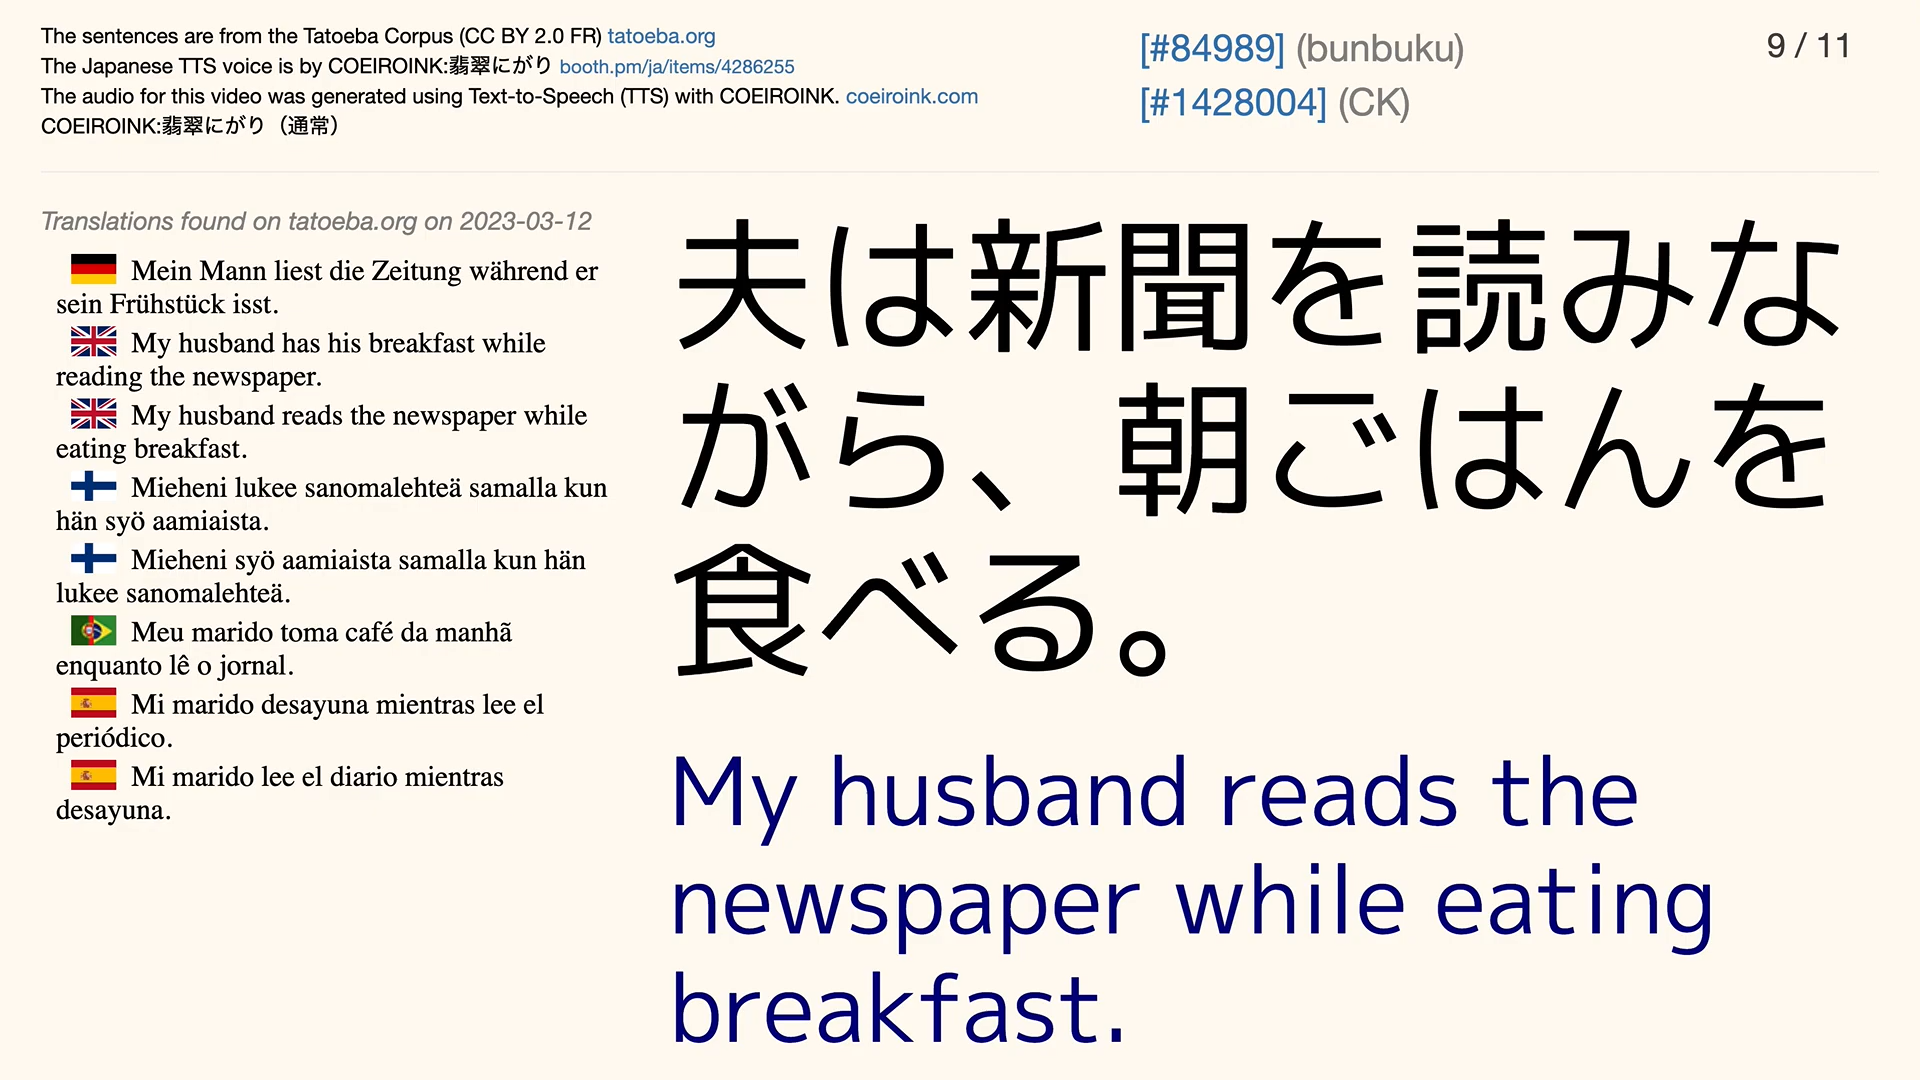 The sentences are from the Tatoeba Corpus (CC BY 2.0 FR) tatoeba.org
The Japanese TTS voice is by COEIROINK:翡翠にがり booth.pm/ja/items/4286255
The audio for this video was generated using Text-to-Speech (TTS) with COEIROINK. coeiroink.com
COEIROINK:翡翠にがり（通常）
[#84989] (bunbuku)
[#1428004] (CK)
9 / 11
Translations found on tatoeba.org on 2023-03-12
Mein Mann liest die Zeitung während er
sein Frühstück isst.
My husband has his breakfast while
reading the newspaper.
My husband reads the newspaper while
eating breakfast.
Mieheni lukee sanomalehteä samalla kun
hän syö aamiaista.
Mieheni syö aamiaista samalla kun hän
lukee sanomalehteä.
Meu marido toma café da manhã
enquanto lê o jornal.
Mi marido desayuna mientras lee el
periódico.
Mi marido lee el diario mientras
desayuna.
夫は新聞を読みな
がら、朝ごはんを
食べる。
My husband reads the
newspaper while eating
breakfast.